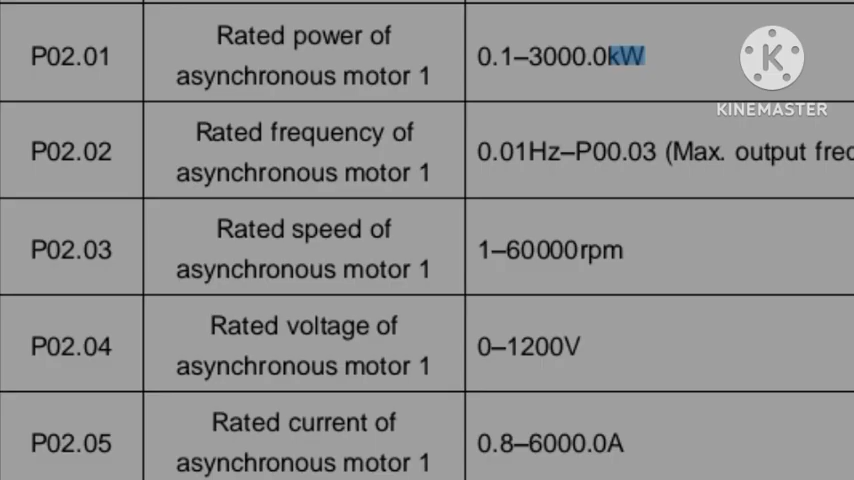 P02.01
Rated power of
asynchronous motor 1
0.1–3000.0kW
P02.02
Rated frequency of
asynchronous motor 1
0.01Hz–P00.03 (Max. output
P02.03
Rated speed of
asynchronous motor 1
1–60000rpm
P02.04
Rated voltage of
asynchronous motor 1
0–1200V
P02.05
Rated current of
asynchronous motor 1
0.8–6000.0A
K
KINEMASTER